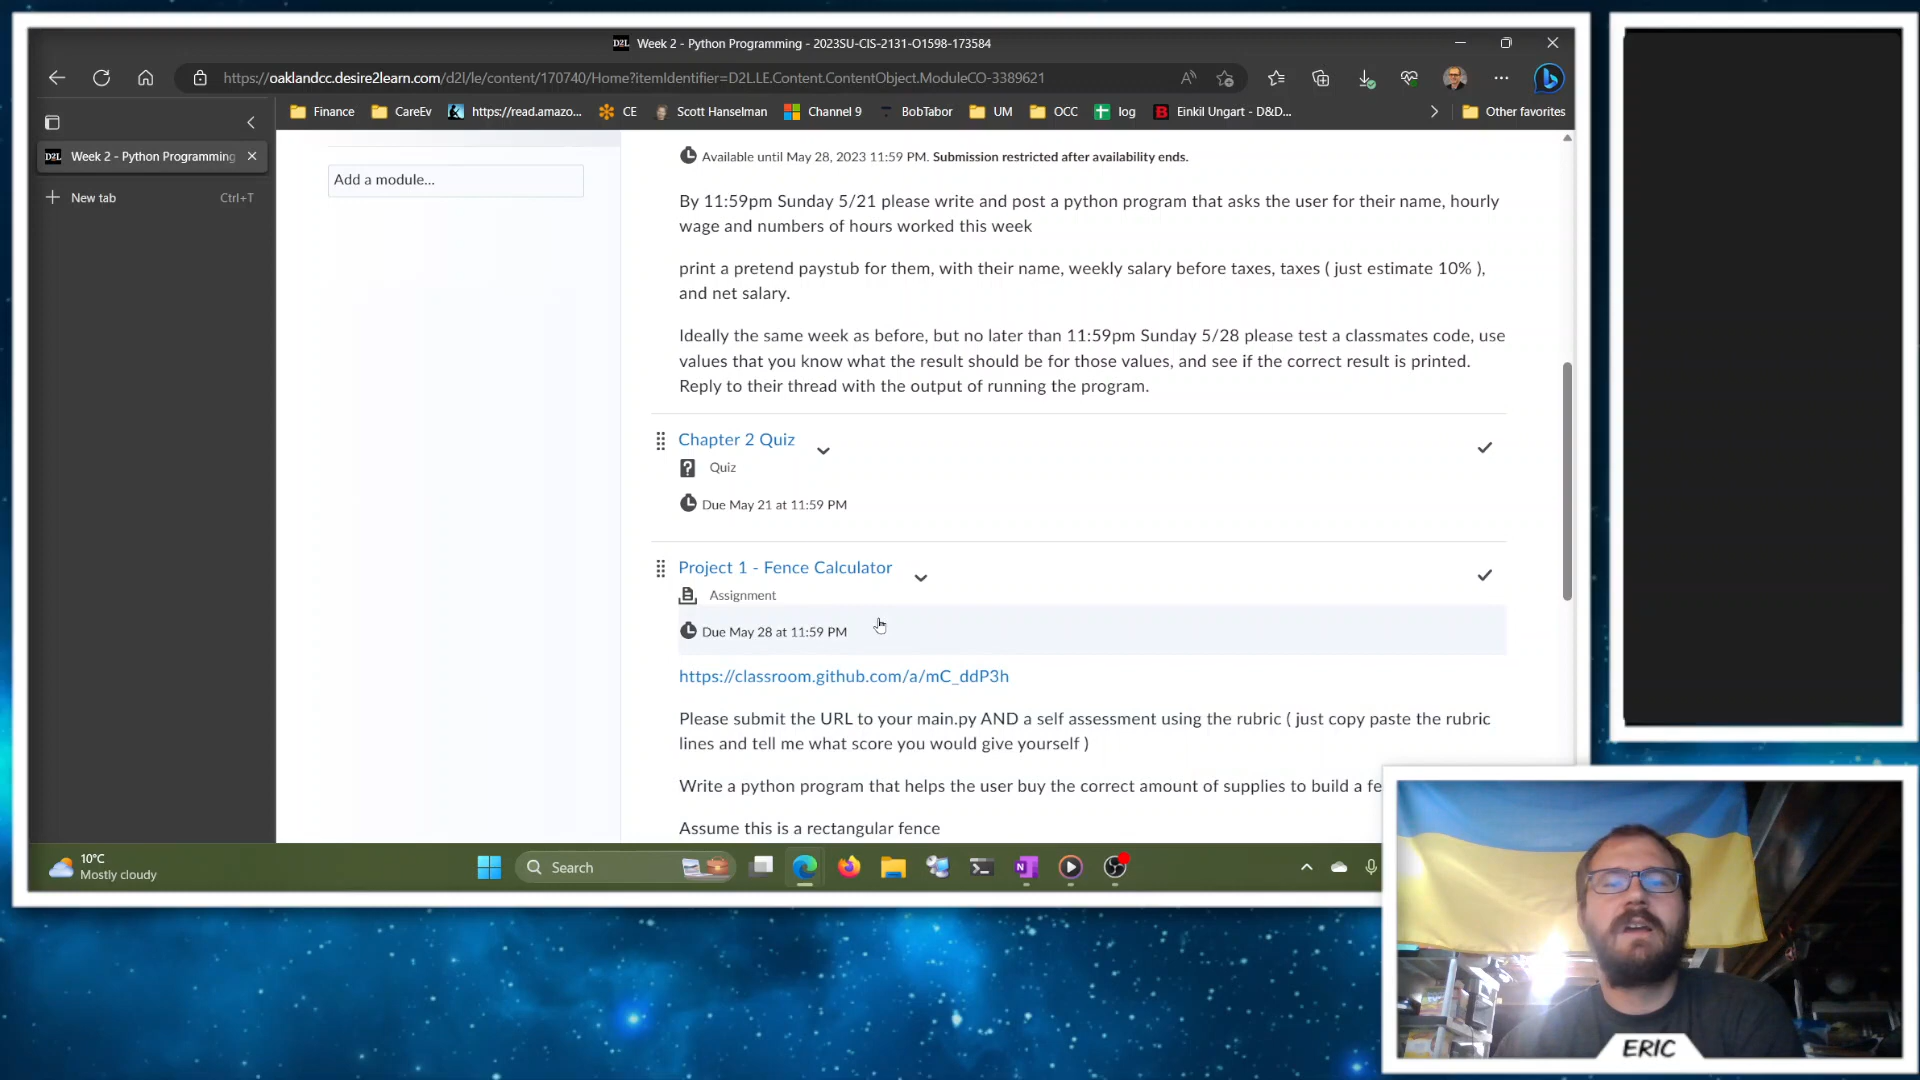 D2L Week 2 - Python Programming - 2023SU-CIS-2131-O1598-173584
https://oaklandcc.desire2learn.com/d2l/le/content/170740/Home?itemIdentifier=D2L.LE.Content.ContentObject.ModuleCO-3389621
Finance CareEv https://read.amazo... CE Scott Hanselman Channel 9 BobTabor UM OCC log Einkil Ungart - D&D... Other favorites
D2L Week 2 - Python Programming
New tab Ctrl+T
Add a module...
Available until May 28, 2023 11:59 PM. Submission restricted after availability ends.
By 11:59pm Sunday 5/21 please write and post a python program that asks the user for their name, hourly
wage and numbers of hours worked this week
print a pretend paystub for them, with their name, weekly salary before taxes, taxes ( just estimate 10% ),
and net salary.
Ideally the same week as before, but no later than 11:59pm Sunday 5/28 please test a classmates code, use
values that you know what the result should be for those values, and see if the correct result is printed.
Reply to their thread with the output of running the program.
Chapter 2 Quiz
Quiz
Due May 21 at 11:59 PM
Project 1 - Fence Calculator
Assignment
Due May 28 at 11:59 PM
https://classroom.github.com/a/mC_ddP3h
Please submit the URL to your main.py AND a self assessment using the rubric ( just copy paste the rubric
lines and tell me what score you would give yourself )
Write a python program that helps the user buy the correct amount of supplies to build a fe
Assume this is a rectangular fence
10°C
Mostly cloudy
Search
ERIC